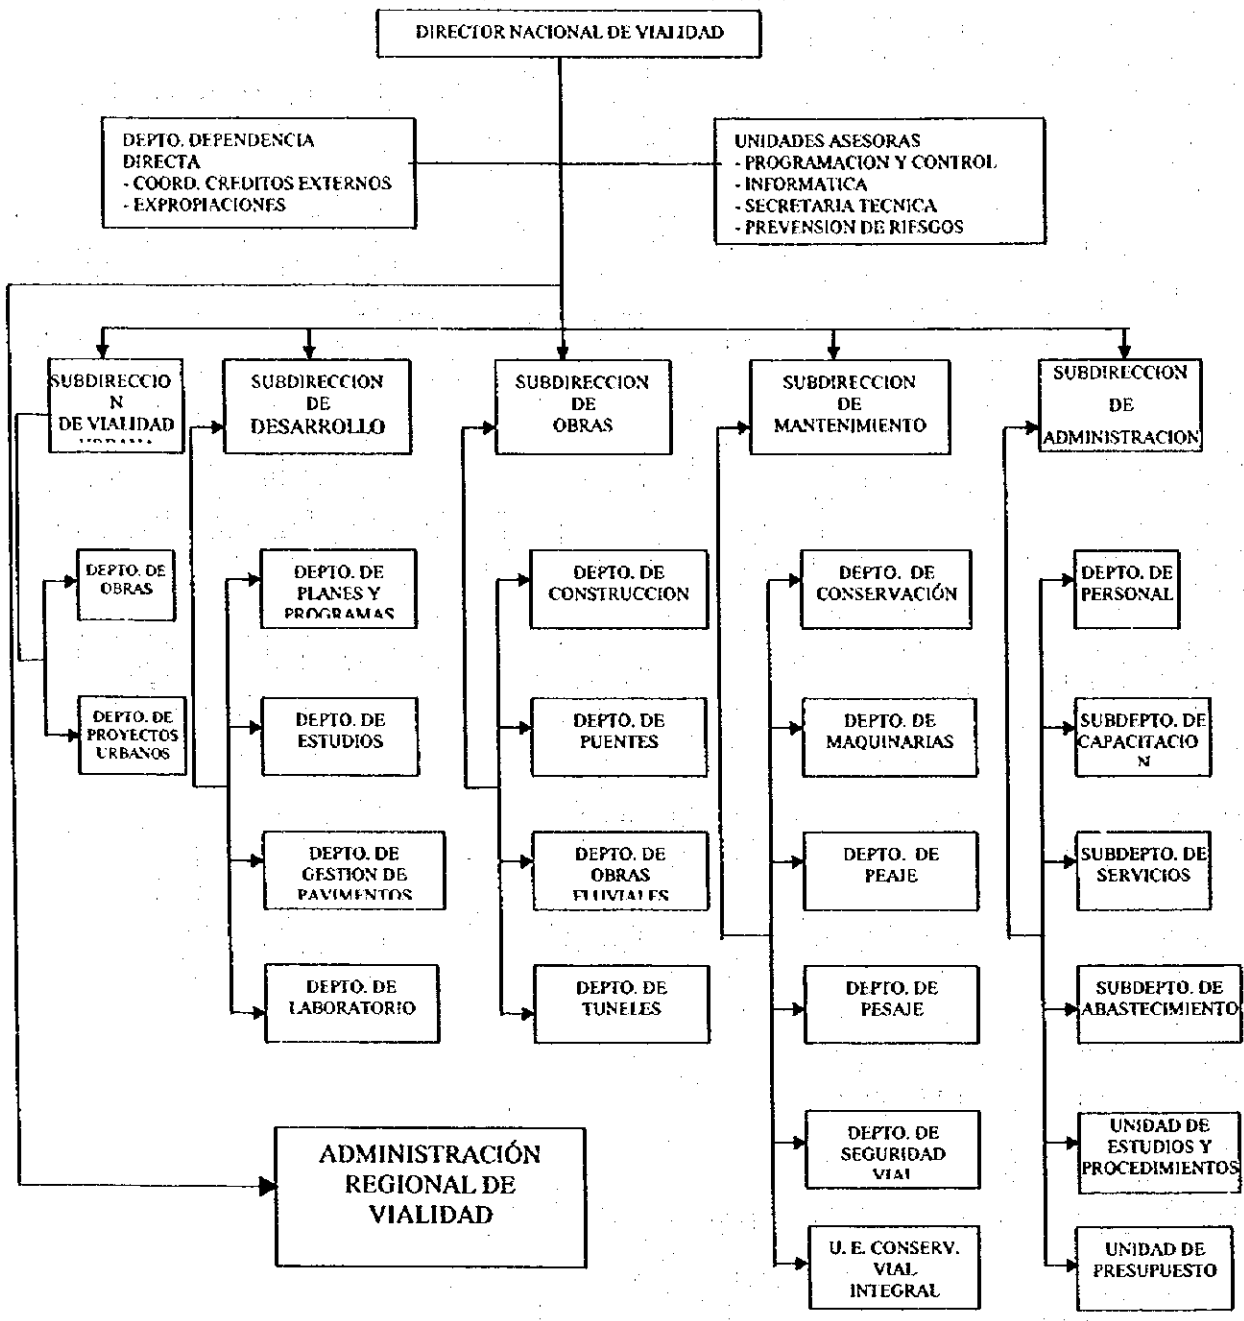 DIRECTOR NACIONAL DE VIALIDAD
DEPTO. DEPENDENCIA
DIRECTA
- COORD. CREDITOS EXTERNOS
- EXPROPIACIONES
UNIDADES ASESORAS
- PROGRAMACION Y CONTROL
- INFORMATICA
- SECRETARIA TECNICA
- PREVENSION DE RIESGOS
SUBDIRECCIO
N
DE VIALIDAD
URBANA
SUBDIRECCION
DE
DESARROLLO
SUBDIRECCION
DE
OBRAS
SUBDIRECCION
DE
MANTENIMIENTO
SUBDIRECCION
DE
ADMINISTRACION
DEPTO. DE
OBRAS
DEPTO. DE
PROYECTOS
URBANOS
DEPTO. DE
PLANES Y
PROGRAMAS
DEPTO. DE
ESTUDIOS
DEPTO. DE
GESTION DE
PAVIMENTOS
DEPTO. DE
LABORATORIO
DEPTO. DE
CONSTRUCCION
DEPTO. DE
PUENTES
DEPTO. DE
OBRAS
FLUVIALES
DEPTO. DE
TUNELES
DEPTO. DE
CONSERVACIÓN
DEPTO. DE
MAQUINARIAS
DEPTO. DE
PEAJE
DEPTO. DE
PESAJE
DEPTO. DE
SEGURIDAD
VIAL
U. E. CONSERV.
VIAL
INTEGRAL
DEPTO. DE
PERSONAL
SUBDEPTO. DE
CAPACITACIO
N
SUBDEPTO. DE
SERVICIOS
SUBDEPTO. DE
ABASTECIMIENTO
UNIDAD DE
ESTUDIOS Y
PROCEDIMIENTOS
UNIDAD DE
PRESUPUESTO
ADMINISTRACIÓN
REGIONAL DE
VIALIDAD